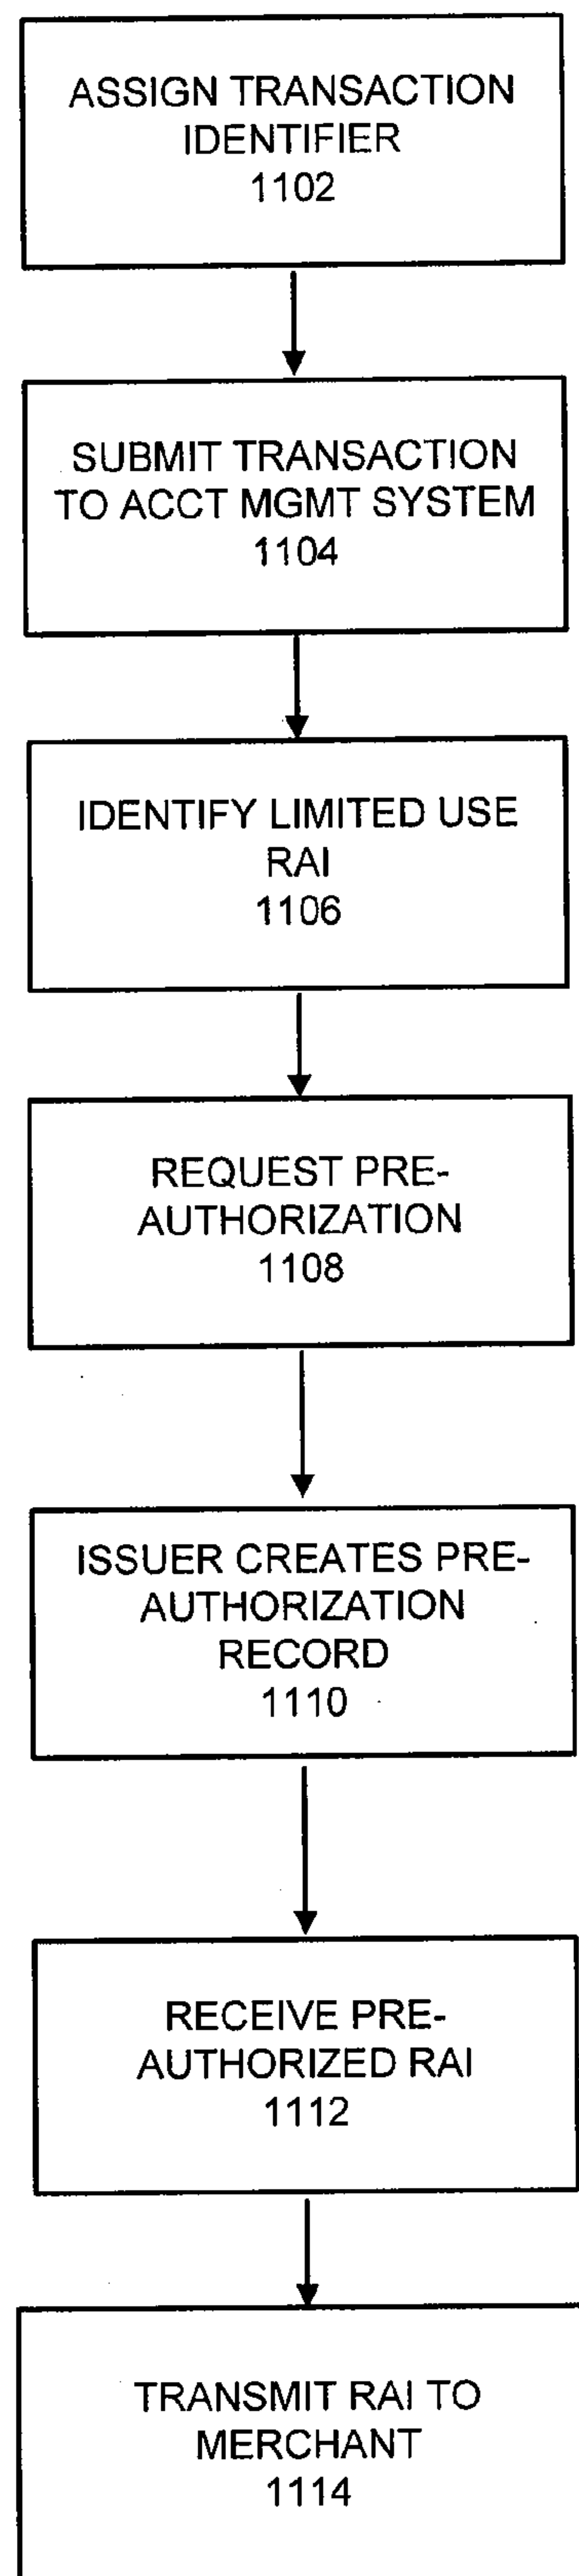 ASSIGN TRANSACTION
IDENTIFIER
1102
SUBMIT TRANSACTION
TO ACCT MGMT SYSTEM
1104
IDENTIFY LIMITED USE
RAI
1106
REQUEST PRE-
AUTHORIZATION
1108
ISSUER CREATES PRE-
AUTHORIZATION
RECORD
1110
RECEIVE PRE-
AUTHORIZED RAI
1112
TRANSMIT RAI TO
MERCHANT
1114